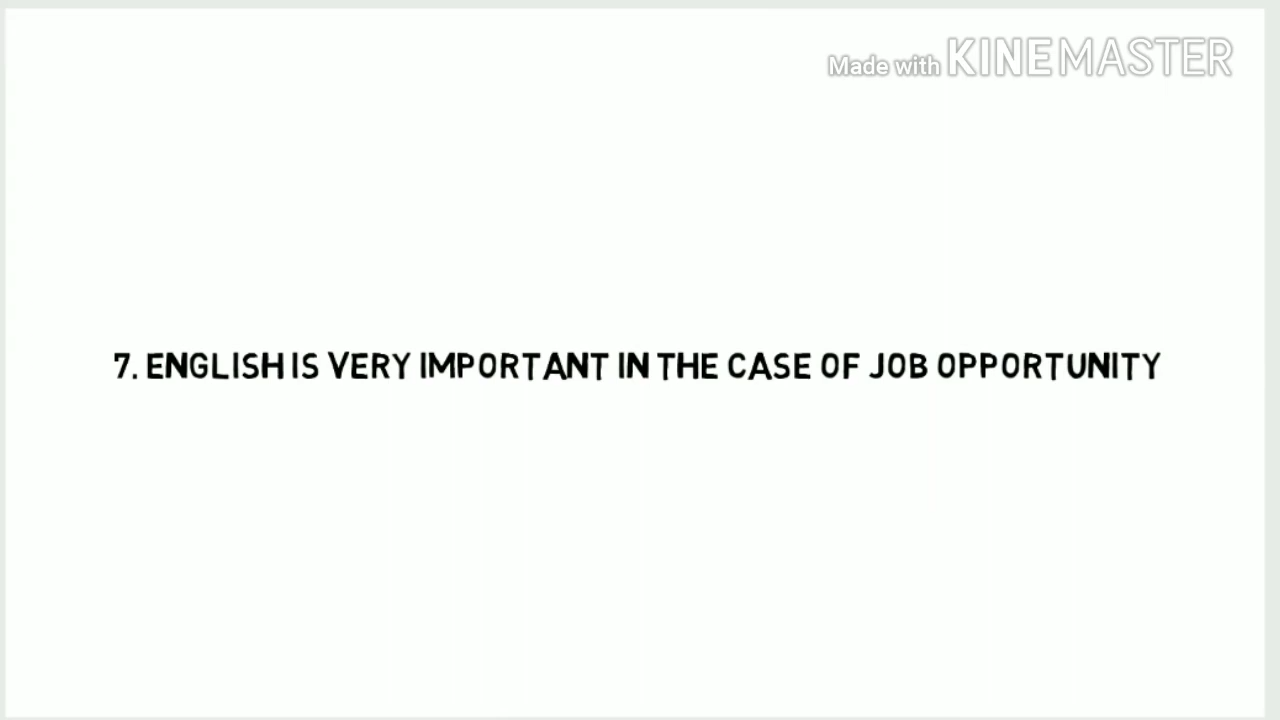 Made with KINEMASTER
7. ENGLISH IS VERY IMPORTANT IN THE CASE OF JOB OPPORTUNITY